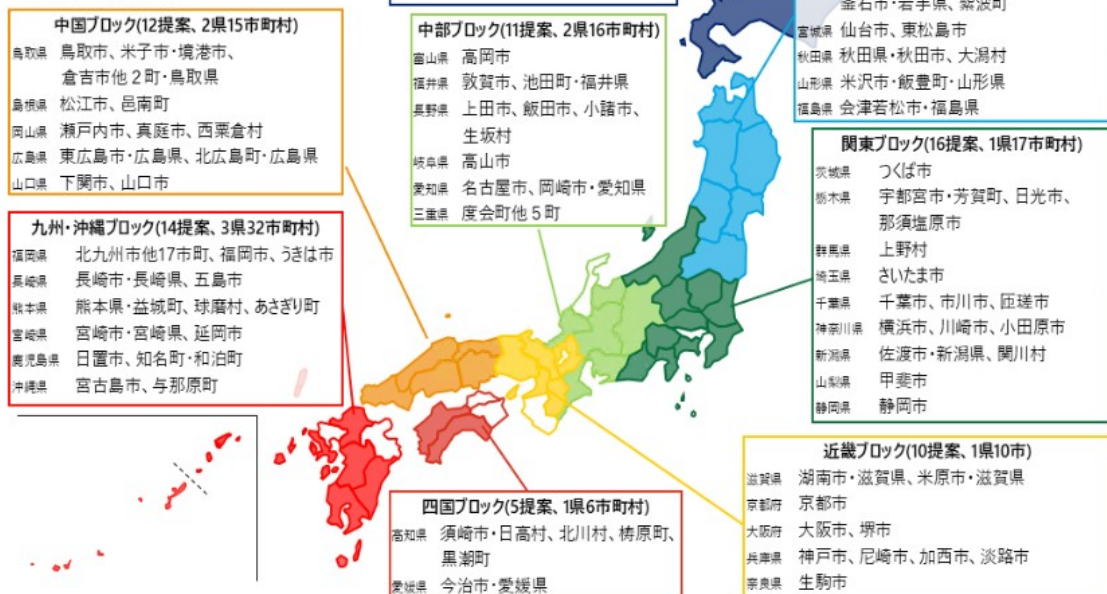 中国ブロック(12提案、2県15市町村)
鳥取県 鳥取市、米子市・境港市、
倉吉市他2町・鳥取県
島根県 松江市、邑南町
岡山県 瀬戸内市、真庭市、西粟倉村
広島県 東広島市・広島県、北広島町・広島県
山口県 下関市、山口市
九州・沖縄ブロック(14提案、3県32市町村)
福岡県 北九州市他17市町、福岡市、うきは市
長崎県 長崎市・長崎県、五島市
熊本県 熊本県・益城町、球磨村、あさぎり町
宮崎県 宮崎市・宮崎県、延岡市
鹿児島県 日置市、知名町・和泊町
沖縄県 宮古島市、与那原町
中部ブロック(11提案、2県16市町村)
富山県 高岡市
福井県 敦賀市、池田町・福井県
長野県 上田市、飯田市、小諸市、
生坂村
岐阜県 高山市
愛知県 名古屋市、岡崎市・愛知県
三重県 度会町他5町
四国ブロック(5提案、1県6市町村)
高知県 須崎市・日高村、北川村、梼原町、
黒潮町
愛媛県 今治市・愛媛県
釜石市・岩手県、紫波町
宮城県 仙台市、東松島市
秋田県 秋田県・秋田市、大潟村
山形県 米沢市・飯豊町・山形県
福島県 会津若松市・福島県
関東ブロック(16提案、1県17市町村)
茨城県 つくば市
栃木県 宇都宮市・芳賀町、日光市、
那須塩原市
群馬県 上野村
埼玉県 さいたま市
千葉県 千葉市、市川市、匝瑳市
神奈川県 横浜市、川崎市、小田原市
新潟県 佐渡市・新潟県、関川村
山梨県 甲斐市
静岡県 静岡市
近畿ブロック(10提案、1県10市)
滋賀県 湖南市・滋賀県、米原市・滋賀県
京都府 京都市
大阪府 大阪市、堺市
兵庫県 神戸市、尼崎市、加西市、淡路市
奈良県 生駒市